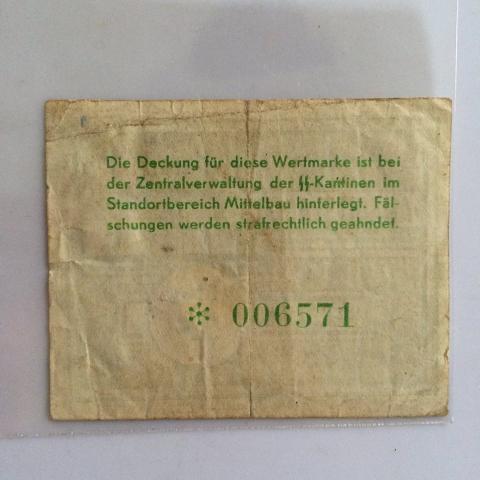 Die Deckung für diese Wertmarke ist bei
der Zentralverwaltung der ᛋᛋ-Kantinen im
Standortbereich Mittelbau hinterlegt. Fäl-
schungen werden strafrechtlich geahndet.
* 006571